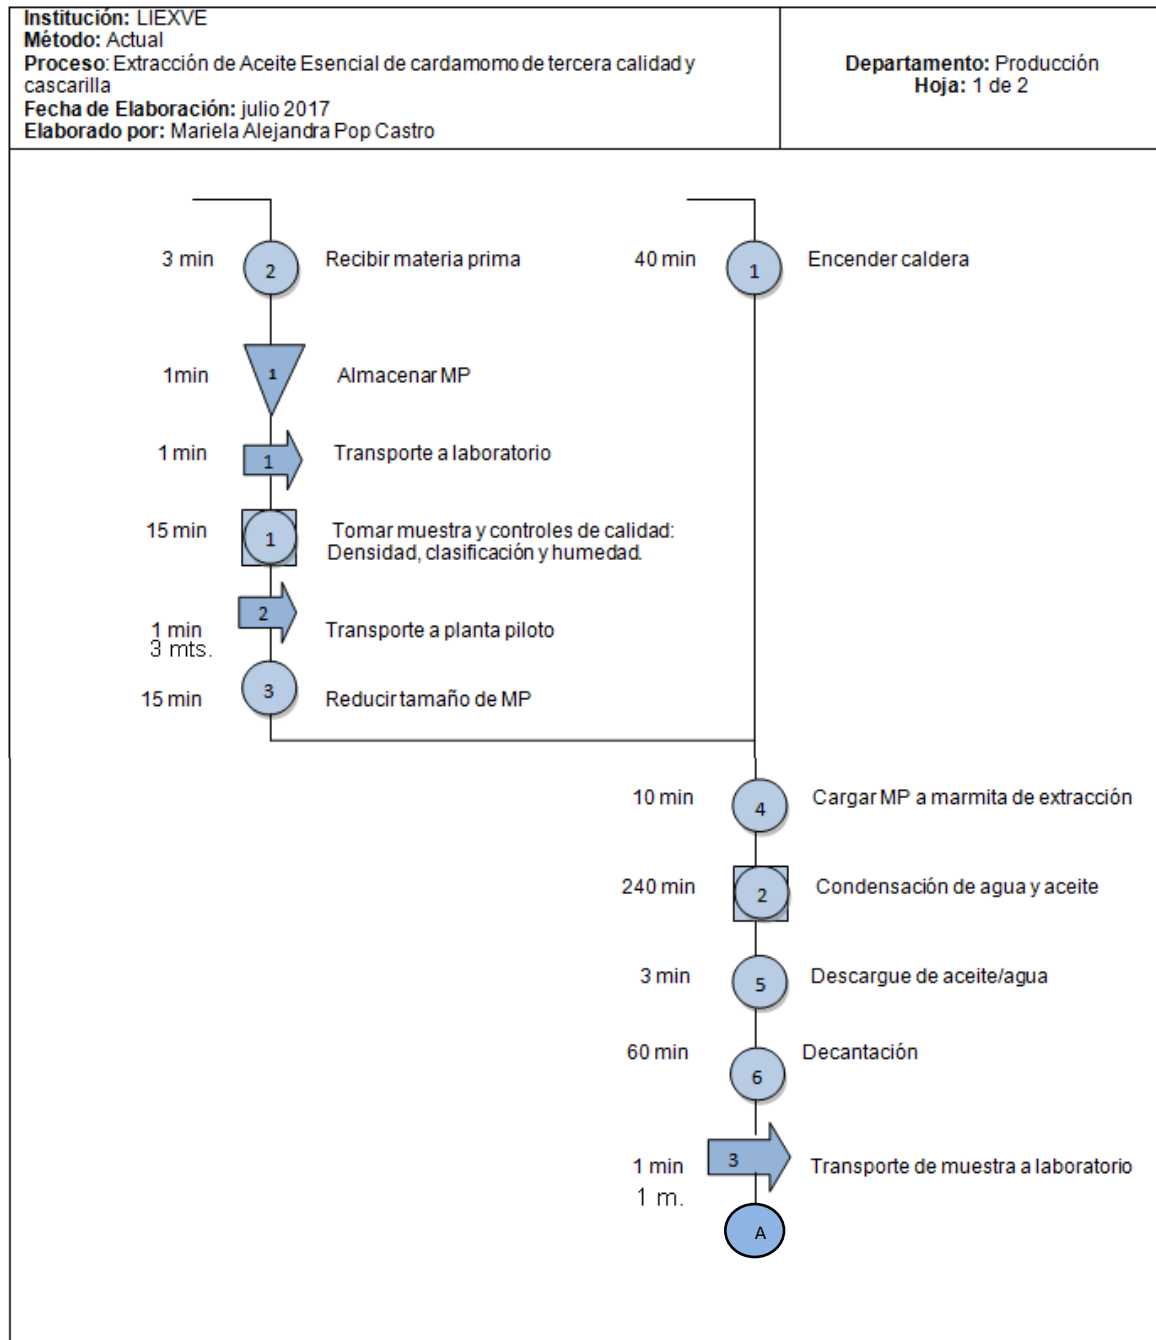 Institución: LIEXVE
Método: Actual
Proceso: Extracción de Aceite Esencial de cardamomo de tercera calidad y
cascarilla
Fecha de Elaboración: julio 2017
Elaborado por: Mariela Alejandra Pop Castro
Departamento: Producción
Hoja: 1 de 2
3 min 2 Recibir materia prima
40 min 1 Encender caldera
1min 1 Almacenar MP
1 min 1 Transporte a laboratorio
15 min 1 Tomar muestra y controles de calidad:
Densidad, clasificación y humedad.
2
1 min Transporte a planta piloto
3 mts.
15 min 3 Reducir tamaño de MP
10 min 4 Cargar MP a marmita de extracción
240 min 2 Condensación de agua y aceite
3 min 5 Descargue de aceite/agua
60 min 6 Decantación
1 min 3 Transporte de muestra a laboratorio
1 m.
A